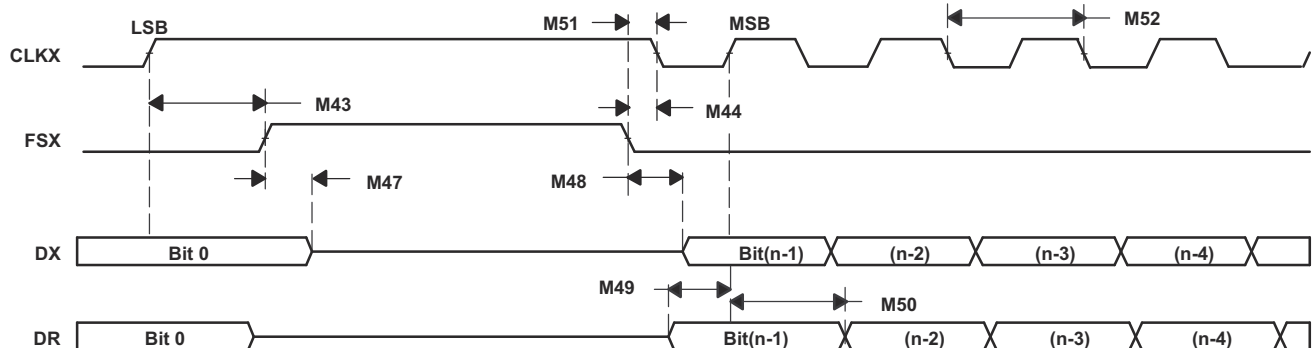 LSB
M51
MSB
M52
CLKX
M43
M44
FSX
M47
M48
DX
Bit 0
Bit(n-1)
(n-2)
(n-3)
(n-4)
M49
M50
DR
Bit 0
Bit(n-1)
(n-2)
(n-3)
(n-4)